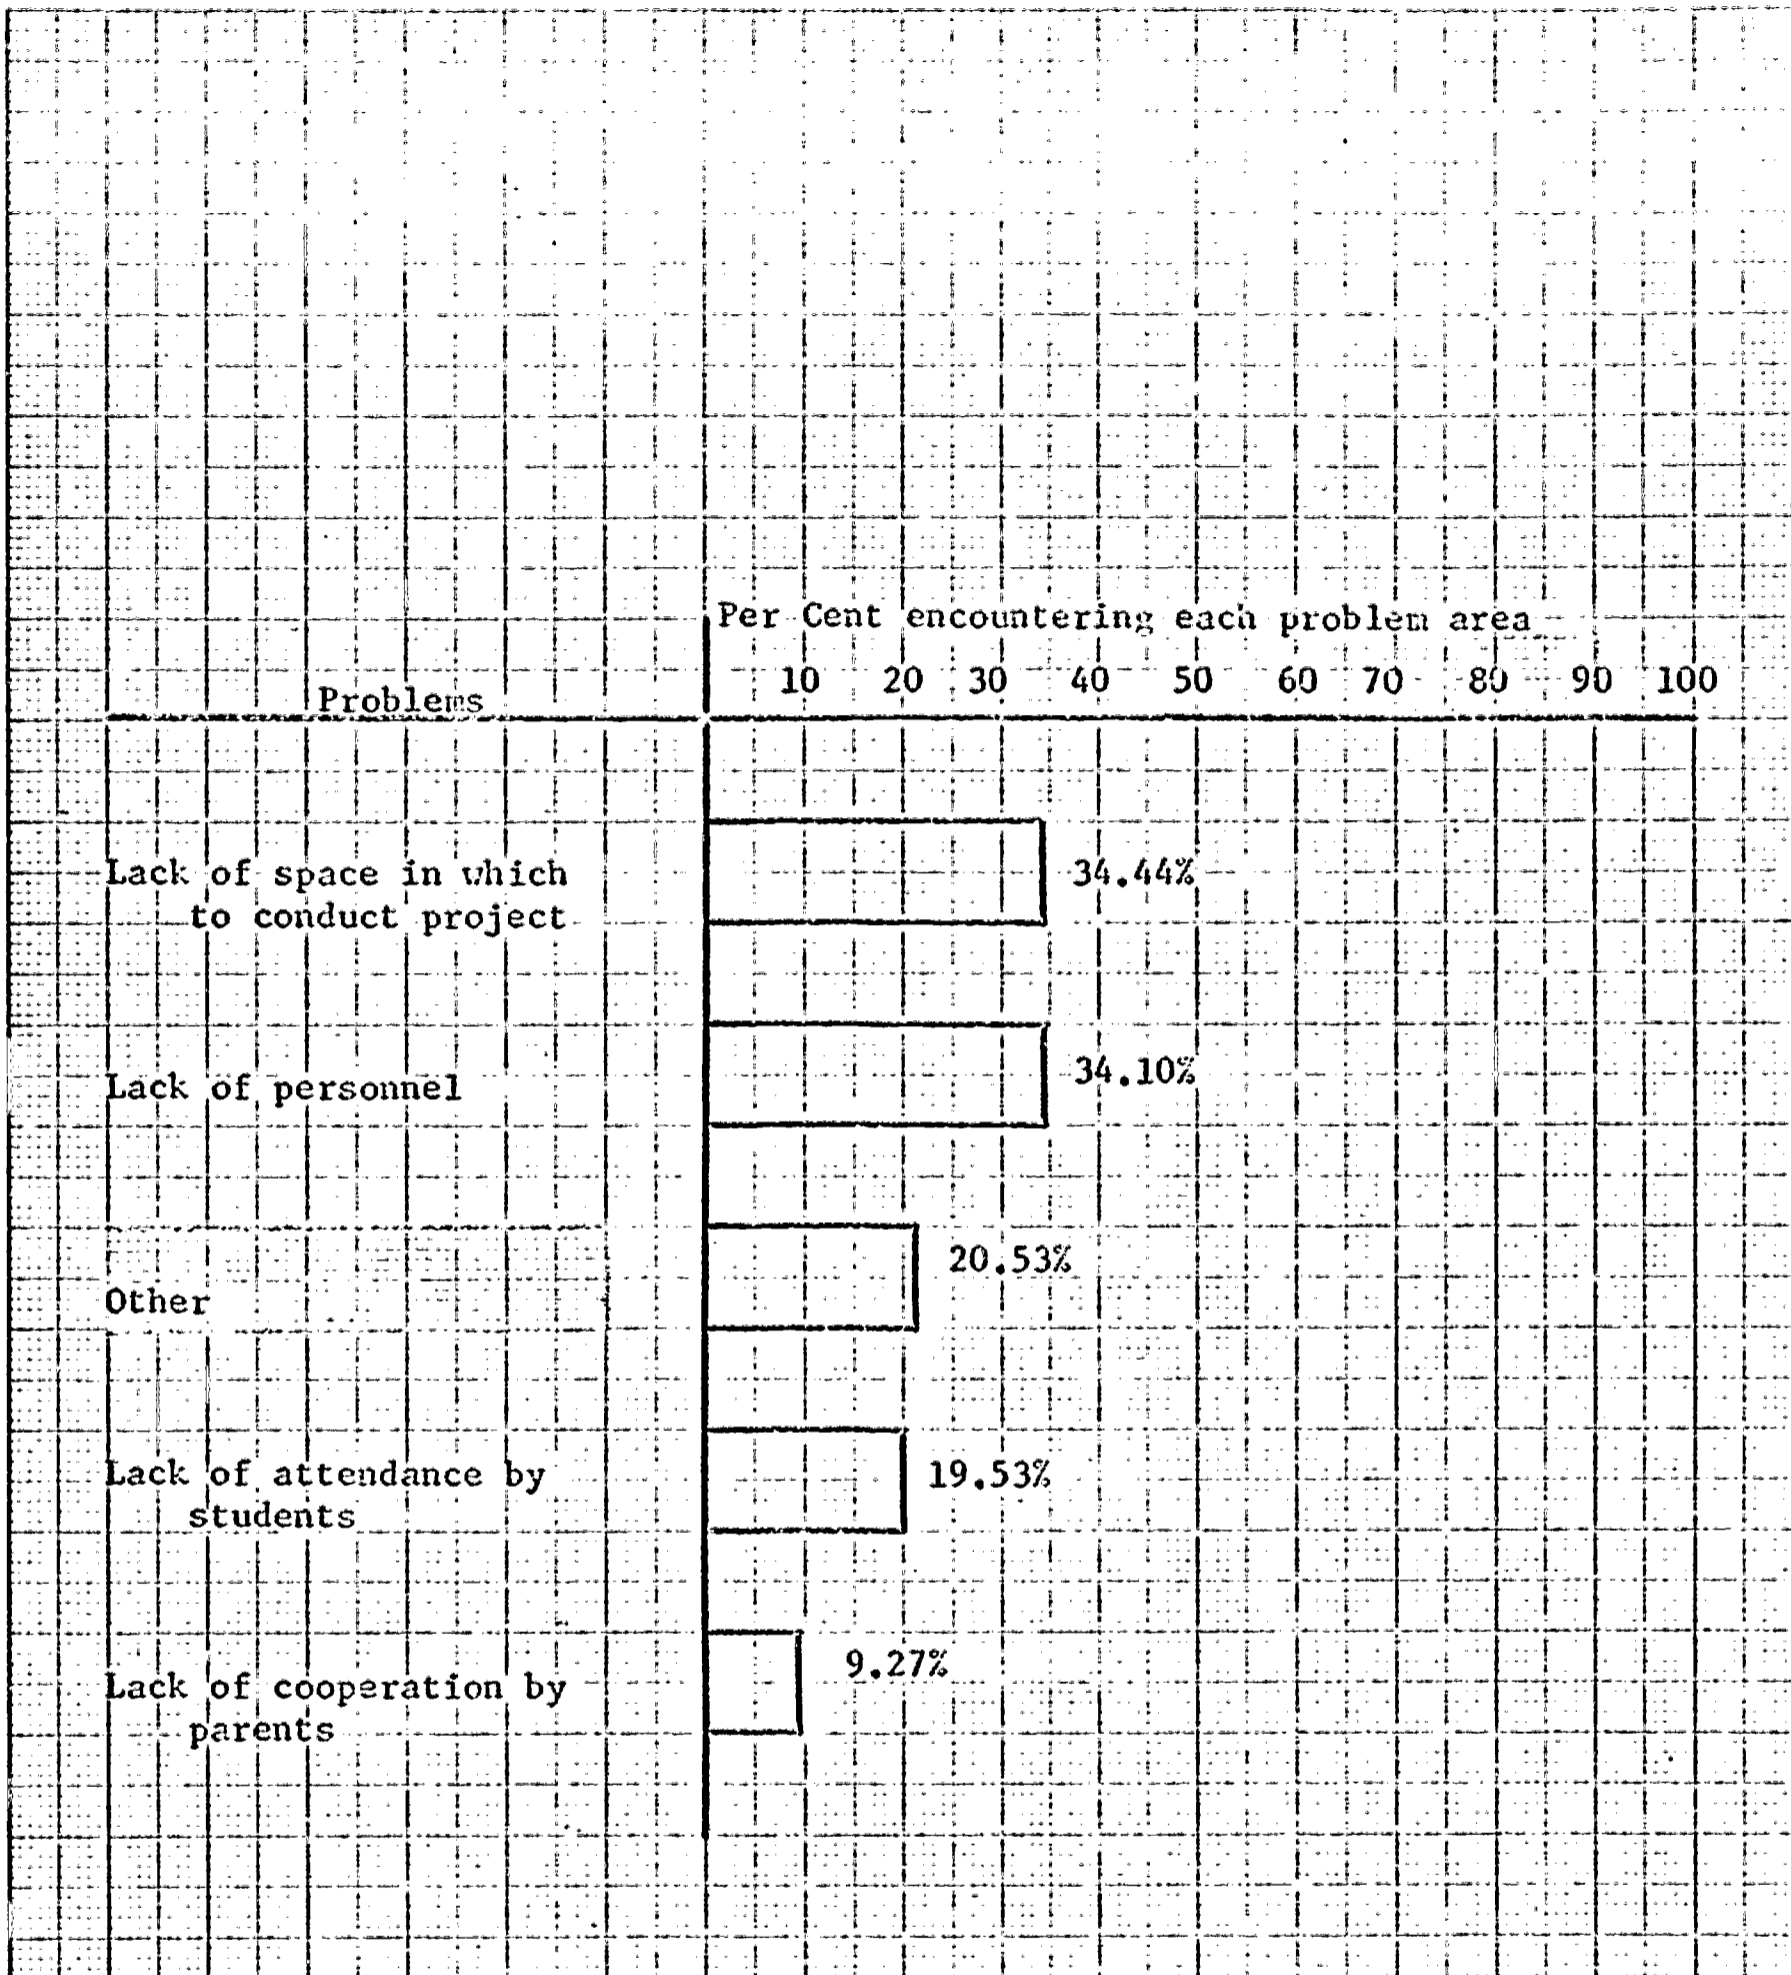 Per Cent encountering each problem area
10 20 30 40 50 60 70 80 90 100
Problems
Lack of space in which
to conduct project
34.44%
Lack of personnel
34.10%
Other
20.53%
Lack of attendance by
students
19.53%
Lack of cooperation by
parents
9.27%